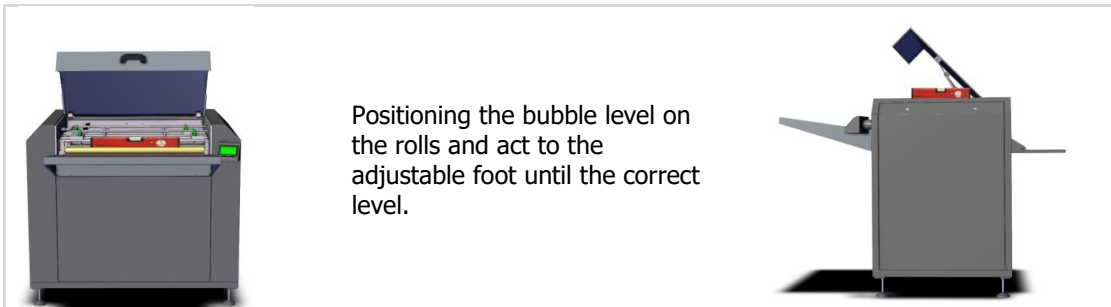 Positioning the bubble level on
the rolls and act to the
adjustable foot until the correct
level.